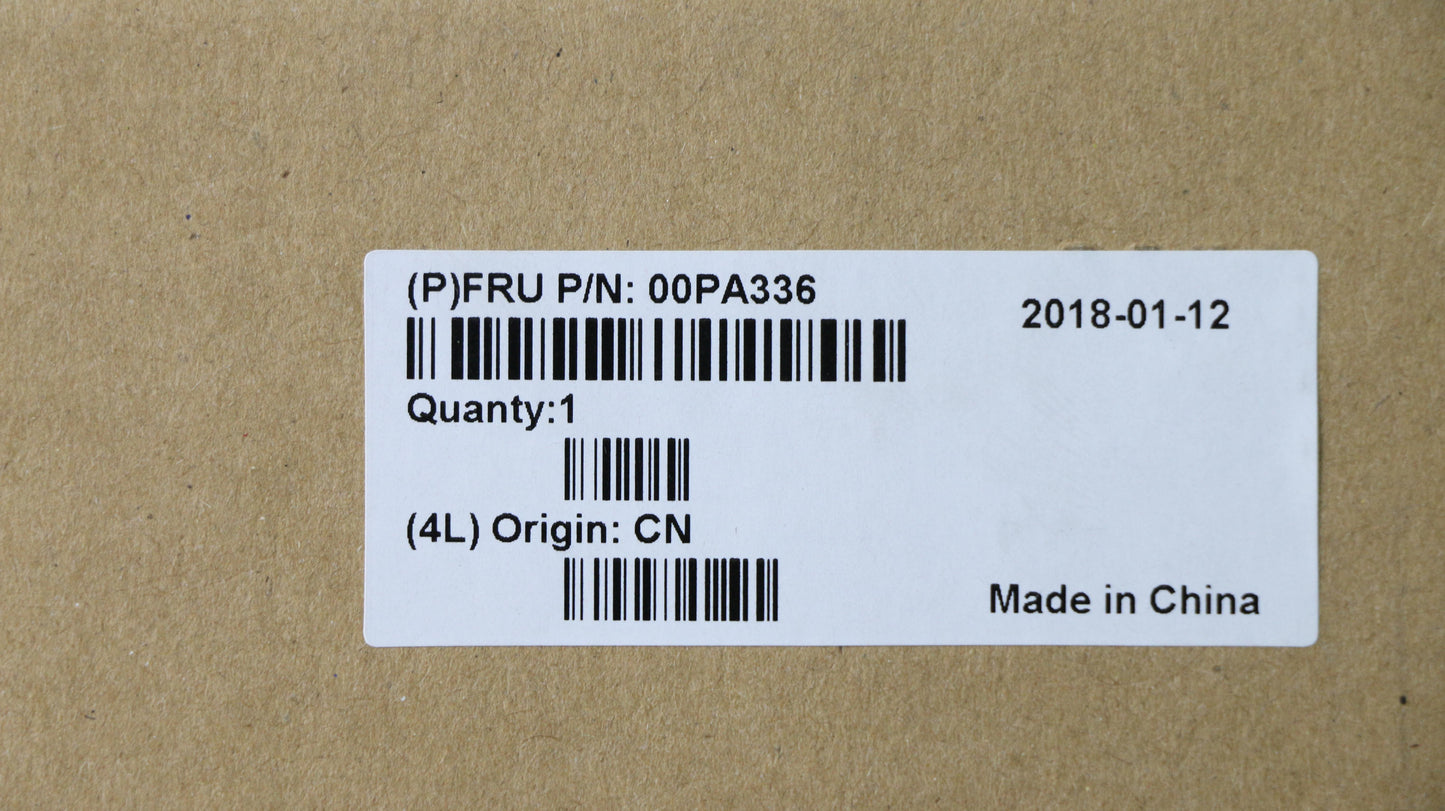 (P)FRU P/N: 00PA336
2018-01-12
Quanty:1
(4L) Origin: CN
Made in China